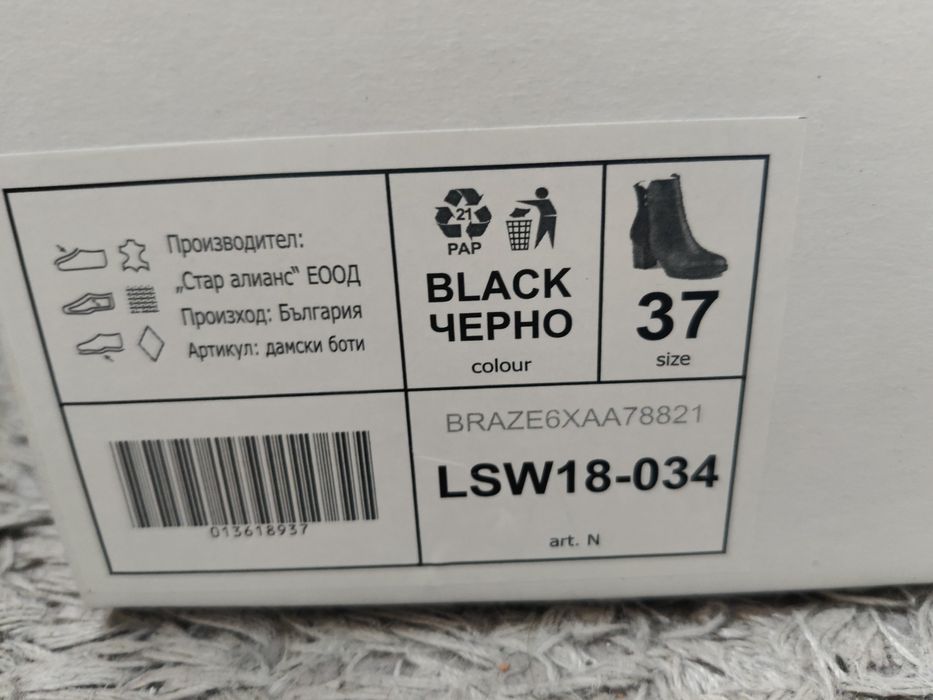 Производител:
„Стар алианс" ЕООД
Произход: България
Артикул: дамски боти
21
PAP
BLACK
ЧЕРНО
colour
37
size
013618937
BRAZE6XAA78821
LSW18-034
art. N